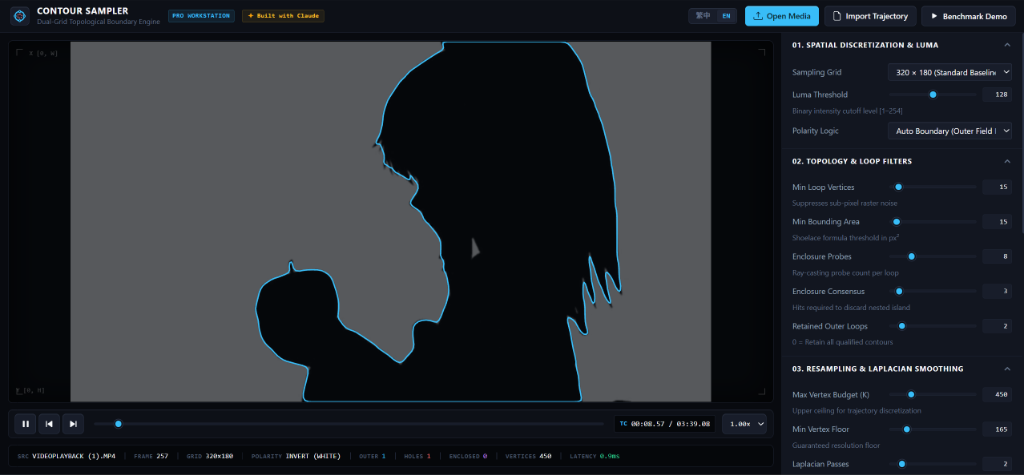 CONTOUR SAMPLER
Dual-Grid Topological Boundary Engine
PRO WORKSTATION
+ Built with Claude
繁中 EN
Open Media
Import Trajectory
Benchmark Demo
X [0, W]
[0, H]
01. SPATIAL DISCRETIZATION & LUMA
Sampling Grid 320 × 180 (Standard Baseline
Luma Threshold 128
Binary intensity cutoff level [1–254]
Polarity Logic Auto Boundary (Outer Field
02. TOPOLOGY & LOOP FILTERS
Min Loop Vertices 15
Suppresses sub-pixel raster noise
Min Bounding Area 15
Shoelace formula threshold in px²
Enclosure Probes 8
Ray-casting probe count per loop
Enclosure Consensus 3
Hits required to discard nested island
Retained Outer Loops 2
0 = Retain all qualified contours
03. RESAMPLING & LAPLACIAN SMOOTHING
Max Vertex Budget (K) 450
Upper ceiling for trajectory discretization
Min Vertex Floor 165
Guaranteed resolution floor
Laplacian Passes 2
TC 00:08.57 / 03:39.08
1.00×
SRC VIDEOPLAYBACK (1).MP4 FRAME 257 GRID 320×180 POLARITY INVERT (WHITE) OUTER 1 HOLES 1 ENCLOSED 0 VERTICES 450 LATENCY 0.9ms